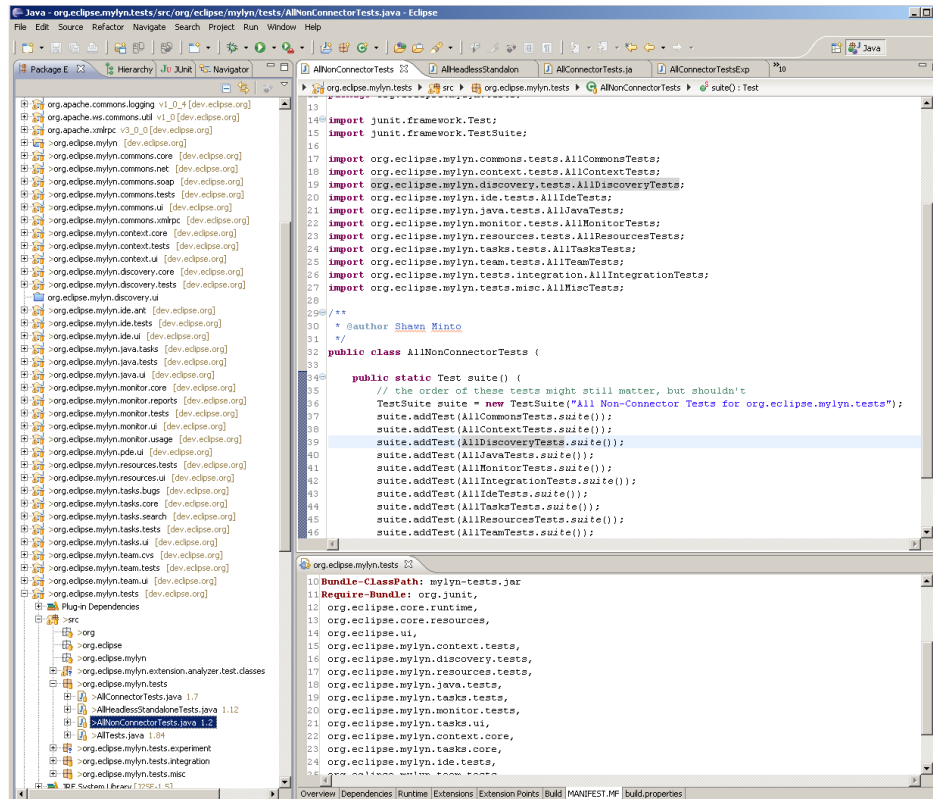 Java - org.eclipse.mylyn.tests/src/org/eclipse/mylyn/tests/AllNonConnectorTests.java - Eclipse
File Edit Source Refactor Navigate Search Project Run Window Help
Java
Package E Hierarchy JUnit Navigator
org.apache.commons.logging v1_0_4 [dev.eclipse.org]
org.apache.ws.commons.util v1_0 [dev.eclipse.org]
org.apache.xmlrpc v3_0_0 [dev.eclipse.org]
>org.eclipse.mylyn [dev.eclipse.org]
>org.eclipse.mylyn.commons.core [dev.eclipse.org]
>org.eclipse.mylyn.commons.net [dev.eclipse.org]
>org.eclipse.mylyn.commons.soap [dev.eclipse.org]
>org.eclipse.mylyn.commons.tests [dev.eclipse.org]
>org.eclipse.mylyn.commons.ui [dev.eclipse.org]
>org.eclipse.mylyn.commons.xmlrpc [dev.eclipse.org]
>org.eclipse.mylyn.context.core [dev.eclipse.org]
>org.eclipse.mylyn.context.tests [dev.eclipse.org]
>org.eclipse.mylyn.context.ui [dev.eclipse.org]
>org.eclipse.mylyn.discovery.core [dev.eclipse.org]
>org.eclipse.mylyn.discovery.tests [dev.eclipse.org]
org.eclipse.mylyn.discovery.ui
>org.eclipse.mylyn.ide.ant [dev.eclipse.org]
>org.eclipse.mylyn.ide.tests [dev.eclipse.org]
>org.eclipse.mylyn.ide.ui [dev.eclipse.org]
>org.eclipse.mylyn.java.tasks [dev.eclipse.org]
>org.eclipse.mylyn.java.tests [dev.eclipse.org]
>org.eclipse.mylyn.java.ui [dev.eclipse.org]
>org.eclipse.mylyn.monitor.core [dev.eclipse.org]
>org.eclipse.mylyn.monitor.reports [dev.eclipse.org]
>org.eclipse.mylyn.monitor.tests [dev.eclipse.org]
>org.eclipse.mylyn.monitor.ui [dev.eclipse.org]
>org.eclipse.mylyn.monitor.usage [dev.eclipse.org]
>org.eclipse.mylyn.pde.ui [dev.eclipse.org]
>org.eclipse.mylyn.resources.tests [dev.eclipse.org]
>org.eclipse.mylyn.resources.ui [dev.eclipse.org]
>org.eclipse.mylyn.tasks.bugs [dev.eclipse.org]
>org.eclipse.mylyn.tasks.core [dev.eclipse.org]
>org.eclipse.mylyn.tasks.search [dev.eclipse.org]
>org.eclipse.mylyn.tasks.tests [dev.eclipse.org]
>org.eclipse.mylyn.tasks.ui [dev.eclipse.org]
>org.eclipse.mylyn.team.cvs [dev.eclipse.org]
>org.eclipse.mylyn.team.tests [dev.eclipse.org]
>org.eclipse.mylyn.team.ui [dev.eclipse.org]
>org.eclipse.mylyn.tests [dev.eclipse.org]
Plug-in Dependencies
>src
>org
>org.eclipse
>org.eclipse.mylyn
>org.eclipse.mylyn.extension.analyzer.test.classes
>org.eclipse.mylyn.tests
>AllConnectorTests.java 1.7
>AllHeadlessStandaloneTests.java 1.12
>AllNonConnectorTests.java 1.2
>AllTests.java 1.84
>org.eclipse.mylyn.tests.experiment
>org.eclipse.mylyn.tests.integration
>org.eclipse.mylyn.tests.misc
JRE System Library [J2SE-1.5]
AllNonConnectorTests AllHeadlessStandalon AllConnectorTests.ja AllConnectorTestsExp »10
org.eclipse.mylyn.tests src org.eclipse.mylyn.tests AllNonConnectorTests suite() : Test
13
14 import junit.framework.Test;
15 import junit.framework.TestSuite;
16
17 import org.eclipse.mylyn.commons.tests.AllCommonsTests;
18 import org.eclipse.mylyn.context.tests.AllContextTests;
19 import org.eclipse.mylyn.discovery.tests.AllDiscoveryTests;
20 import org.eclipse.mylyn.ide.tests.AllIdeTests;
21 import org.eclipse.mylyn.java.tests.AllJavaTests;
22 import org.eclipse.mylyn.monitor.tests.AllMonitorTests;
23 import org.eclipse.mylyn.resources.tests.AllResourcesTests;
24 import org.eclipse.mylyn.tasks.tests.AllTasksTests;
25 import org.eclipse.mylyn.team.tests.AllTeamTests;
26 import org.eclipse.mylyn.tests.integration.AllIntegrationTests;
27 import org.eclipse.mylyn.tests.misc.AllMiscTests;
28
29 /**
30 * @author Shawn Minto
31 */
32 public class AllNonConnectorTests {
33
34 public static Test suite() {
35 // the order of these tests might still matter, but shouldn't
36 TestSuite suite = new TestSuite("All Non-Connector Tests for org.eclipse.mylyn.tests");
37 suite.addTest(AllCommonsTests.suite());
38 suite.addTest(AllContextTests.suite());
39 suite.addTest(AllDiscoveryTests.suite());
40 suite.addTest(AllJavaTests.suite());
41 suite.addTest(AllMonitorTests.suite());
42 suite.addTest(AllIntegrationTests.suite());
43 suite.addTest(AllIdeTests.suite());
44 suite.addTest(AllTasksTests.suite());
45 suite.addTest(AllResourcesTests.suite());
46 suite.addTest(AllTeamTests.suite());
org.eclipse.mylyn.tests
10 Bundle-ClassPath: mylyn-tests.jar
11 Require-Bundle: org.junit,
12 org.eclipse.core.runtime,
13 org.eclipse.core.resources,
14 org.eclipse.ui,
15 org.eclipse.mylyn.context.tests,
16 org.eclipse.mylyn.discovery.tests,
17 org.eclipse.mylyn.resources.tests,
18 org.eclipse.mylyn.java.tests,
19 org.eclipse.mylyn.tasks.tests,
20 org.eclipse.mylyn.monitor.tests,
21 org.eclipse.mylyn.tasks.ui,
22 org.eclipse.mylyn.context.core,
23 org.eclipse.mylyn.tasks.core,
24 org.eclipse.mylyn.ide.tests,
25 org.eclipse.mylyn.team.tests
Overview Dependencies Runtime Extensions Extension Points Build MANIFEST.MF build.properties